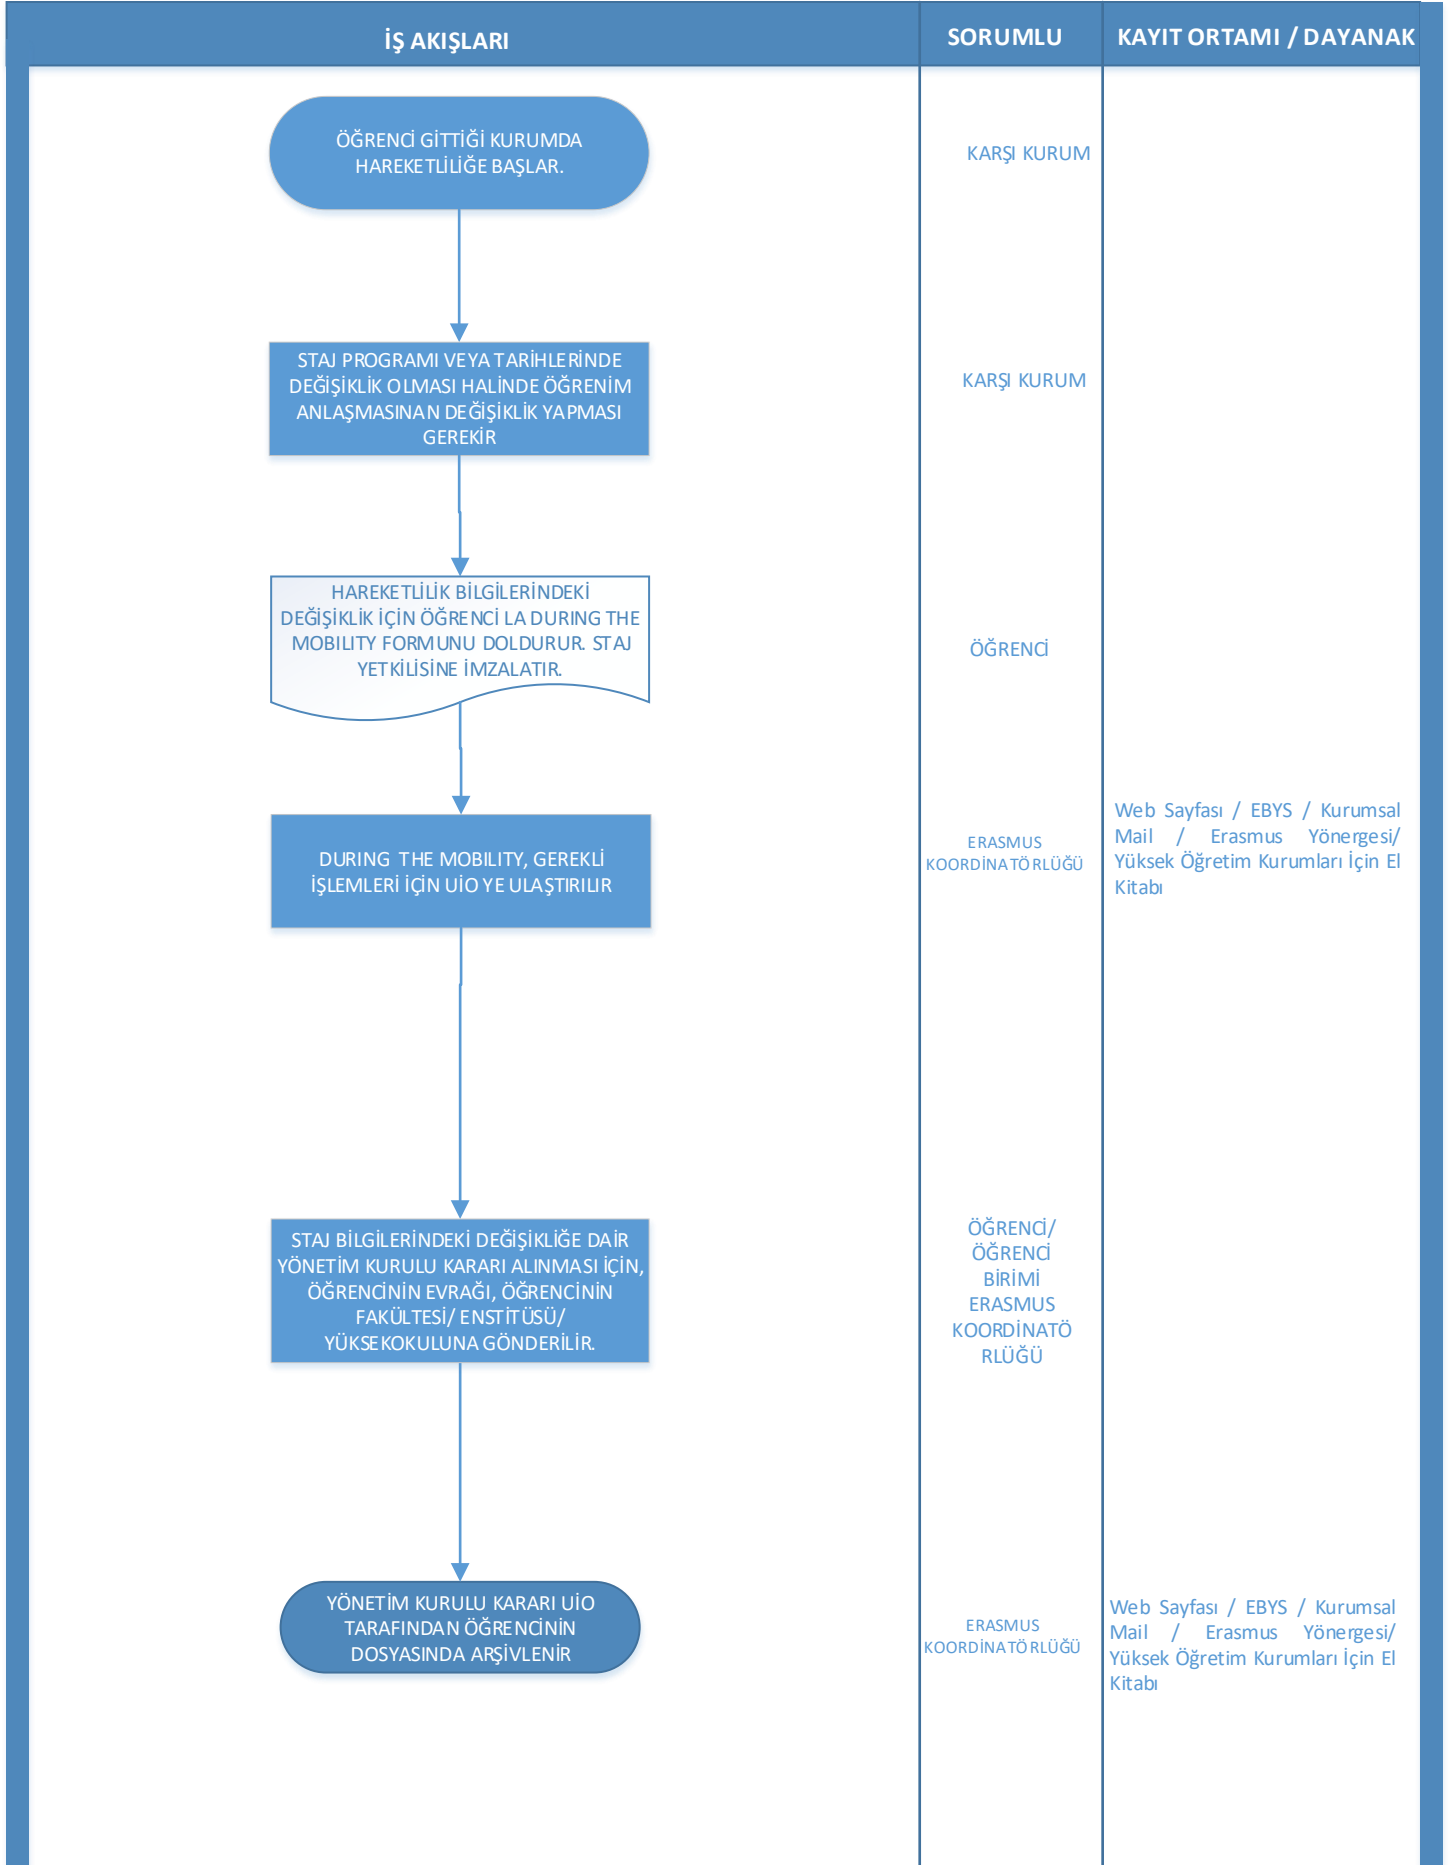 İŞ AKIŞLARI
SORUMLU
KAYIT ORTAMI / DAYANAK
ÖĞRENCİ GİTTİĞİ KURUMDA
HAREKETLİLİĞE BAŞLAR.
KARŞI KURUM
STAJ PROGRAMI VEYA TARİHLERİNDE
DEĞİŞİKLİK OLMASI HALİNDE ÖĞRENİM
ANLAŞMASINAN DEĞİŞİKLİK YAPMASI
GEREKİR
KARŞI KURUM
HAREKETLİLİK BİLGİLERİNDEKİ
DEĞİŞİKLİK İÇİN ÖĞRENCİ LA DURING THE
MOBILITY FORMUNU DOLDURUR. STAJ
YETKİLİSİNE İMZALATIR.
ÖĞRENCİ
DURING THE MOBILITY, GEREKLİ
İŞLEMLERİ İÇİN UİO YE ULAŞTIRILIR
ERASMUS
KOORDİNATÖRLÜĞÜ
Web Sayfası / EBYS / Kurumsal
Mail / Erasmus Yönergesi/
Yüksek Öğretim Kurumları İçin El
Kitabı
STAJ BİLGİLERİNDEKİ DEĞİŞİKLİĞE DAİR
YÖNETİM KURULU KARARI ALINMASI İÇİN,
ÖĞRENCİNİN EVRAĞI, ÖĞRENCİNİN
FAKÜLTESİ/ ENSTİTÜSÜ/
YÜKSEKOKULUNA GÖNDERİLİR.
ÖĞRENCİ/
ÖĞRENCİ
BİRİMİ
ERASMUS
KOORDİNATÖ
RLÜĞÜ
YÖNETİM KURULU KARARI UİO
TARAFINDAN ÖĞRENCİNİN
DOSYASINDA ARŞİVLENİR
ERASMUS
KOORDİNATÖRLÜĞÜ
Web Sayfası / EBYS / Kurumsal
Mail / Erasmus Yönergesi/
Yüksek Öğretim Kurumları İçin El
Kitabı